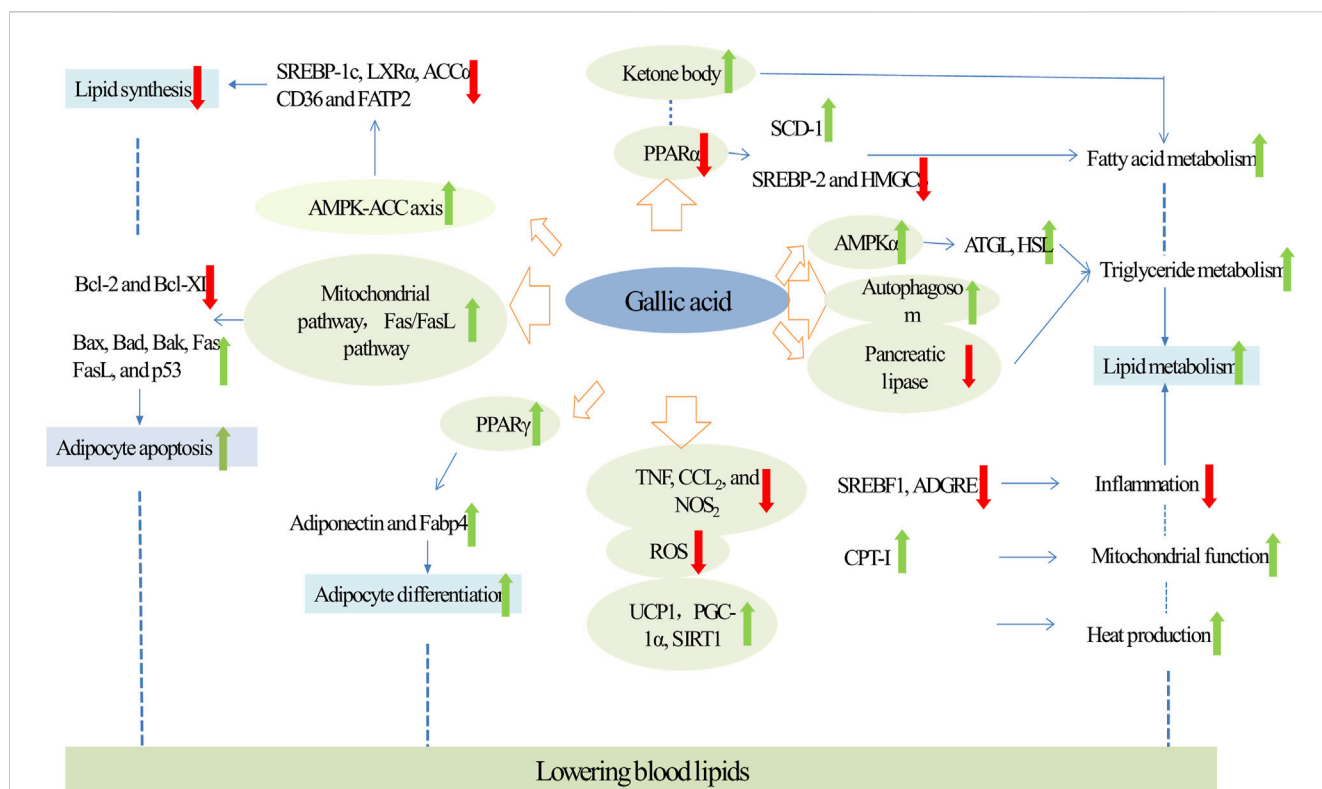 SREBP-1c, LXRα, ACCα
CD36 and FATP2
Lipid synthesis
AMPK-ACC axis
Ketone body
PPARα
SCD-1
SREBP-2 and HMGCS
Fatty acid metabolism
AMPKα
ATGL, HSL
Triglyceride metabolism
Autophagoso
m
Pancreatic
lipase
Lipid metabolism
Gallic acid
Mitochondrial
pathway, Fas/FasL
pathway
Bcl-2 and Bcl-Xl
Bax, Bad, Bak, Fas
FasL, and p53
Adipocyte apoptosis
PPARγ
Adiponectin and Fabp4
Adipocyte differentiation
TNF, CCL₂, and
NOS₂
ROS
UCP1, PGC-
1α, SIRT1
SREBF1, ADGRE
Inflammation
CPT-I
Mitochondrial function
Heat production
Lowering blood lipids